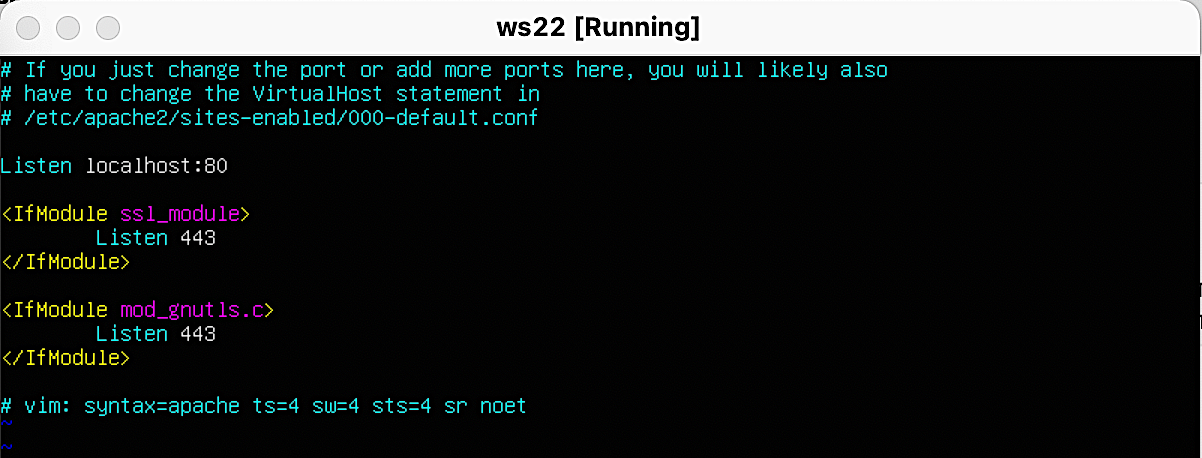 ws22 [Running]
# If you just change the port or add more ports here, you will likely also
# have to change the VirtualHost statement in
# /etc/apache2/sites-enabled/000-default.conf
Listen localhost:80
<IfModule ssl_module>
        Listen 443
</IfModule>
<IfModule mod_gnutls.c>
        Listen 443
</IfModule>
# vim: syntax=apache ts=4 sw=4 sts=4 sr noet
~
~